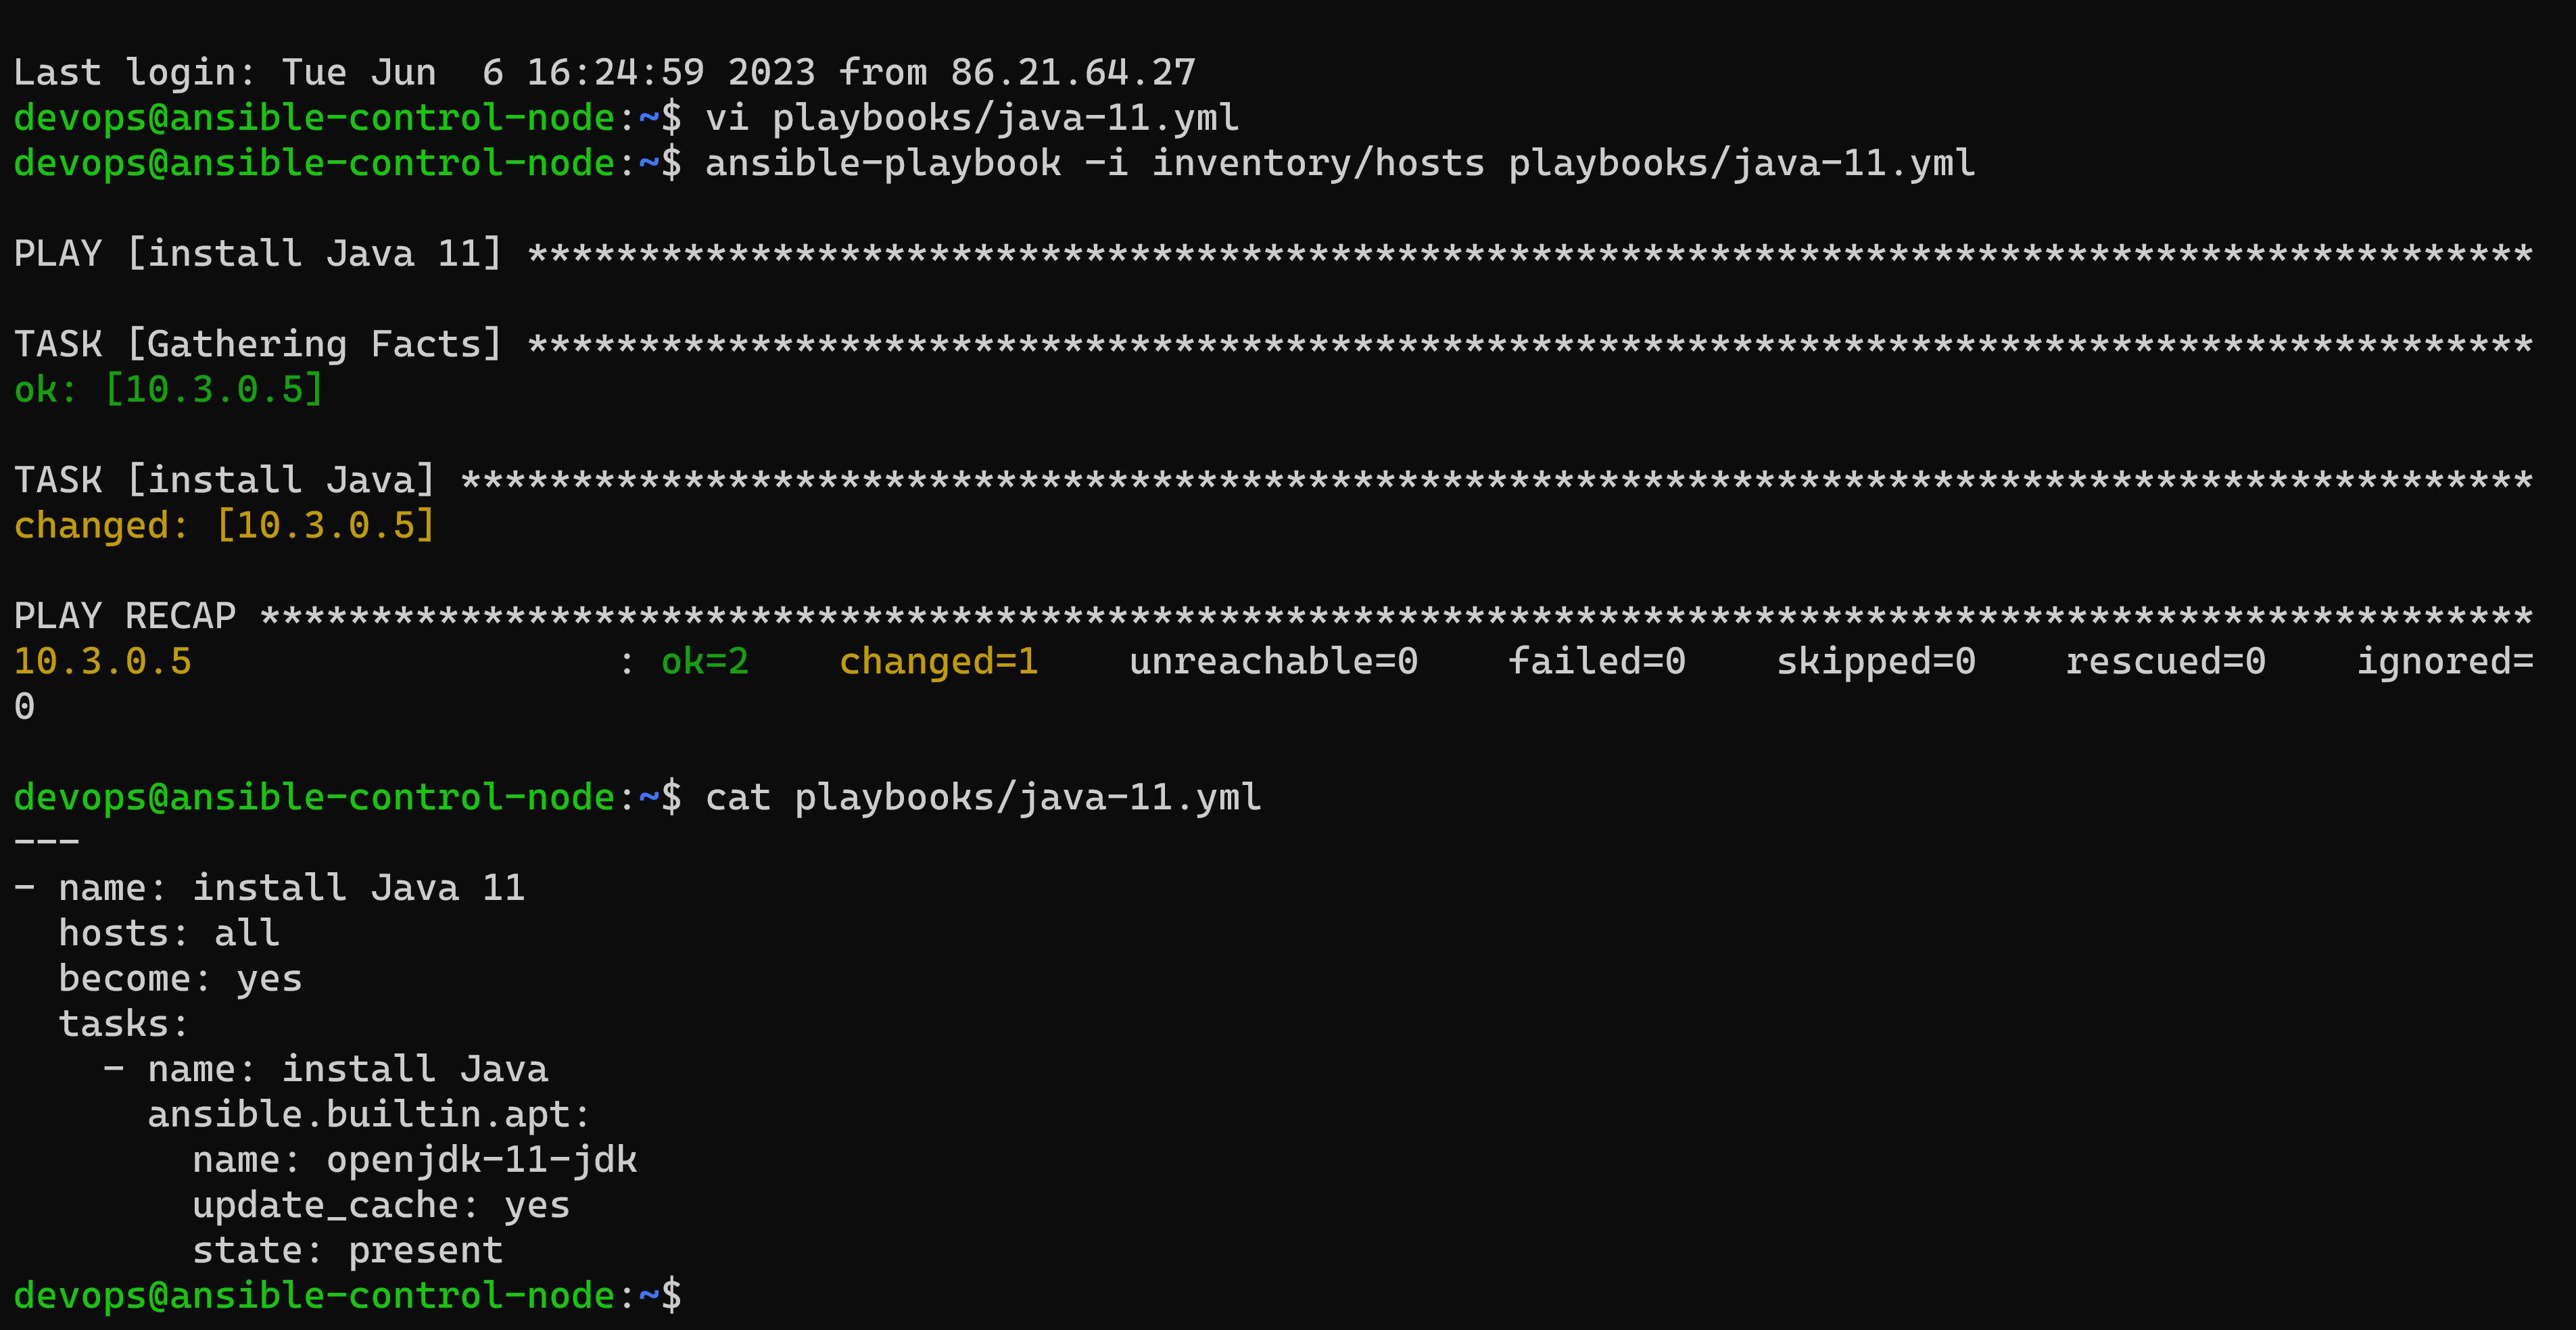 Last login: Tue Jun  6 16:24:59 2023 from 86.21.64.27
devops@ansible-control-node:~$ vi playbooks/java-11.yml
devops@ansible-control-node:~$ ansible-playbook -i inventory/hosts playbooks/java-11.yml
PLAY [install Java 11] ******************************************************************************************
TASK [Gathering Facts] ******************************************************************************************
ok: [10.3.0.5]
TASK [install Java] *********************************************************************************************
changed: [10.3.0.5]
PLAY RECAP ******************************************************************************************************
10.3.0.5                   : ok=2    changed=1    unreachable=0    failed=0    skipped=0    rescued=0    ignored=
0
devops@ansible-control-node:~$ cat playbooks/java-11.yml
---
- name: install Java 11
  hosts: all
  become: yes
  tasks:
    - name: install Java
      ansible.builtin.apt:
        name: openjdk-11-jdk
        update_cache: yes
        state: present
devops@ansible-control-node:~$